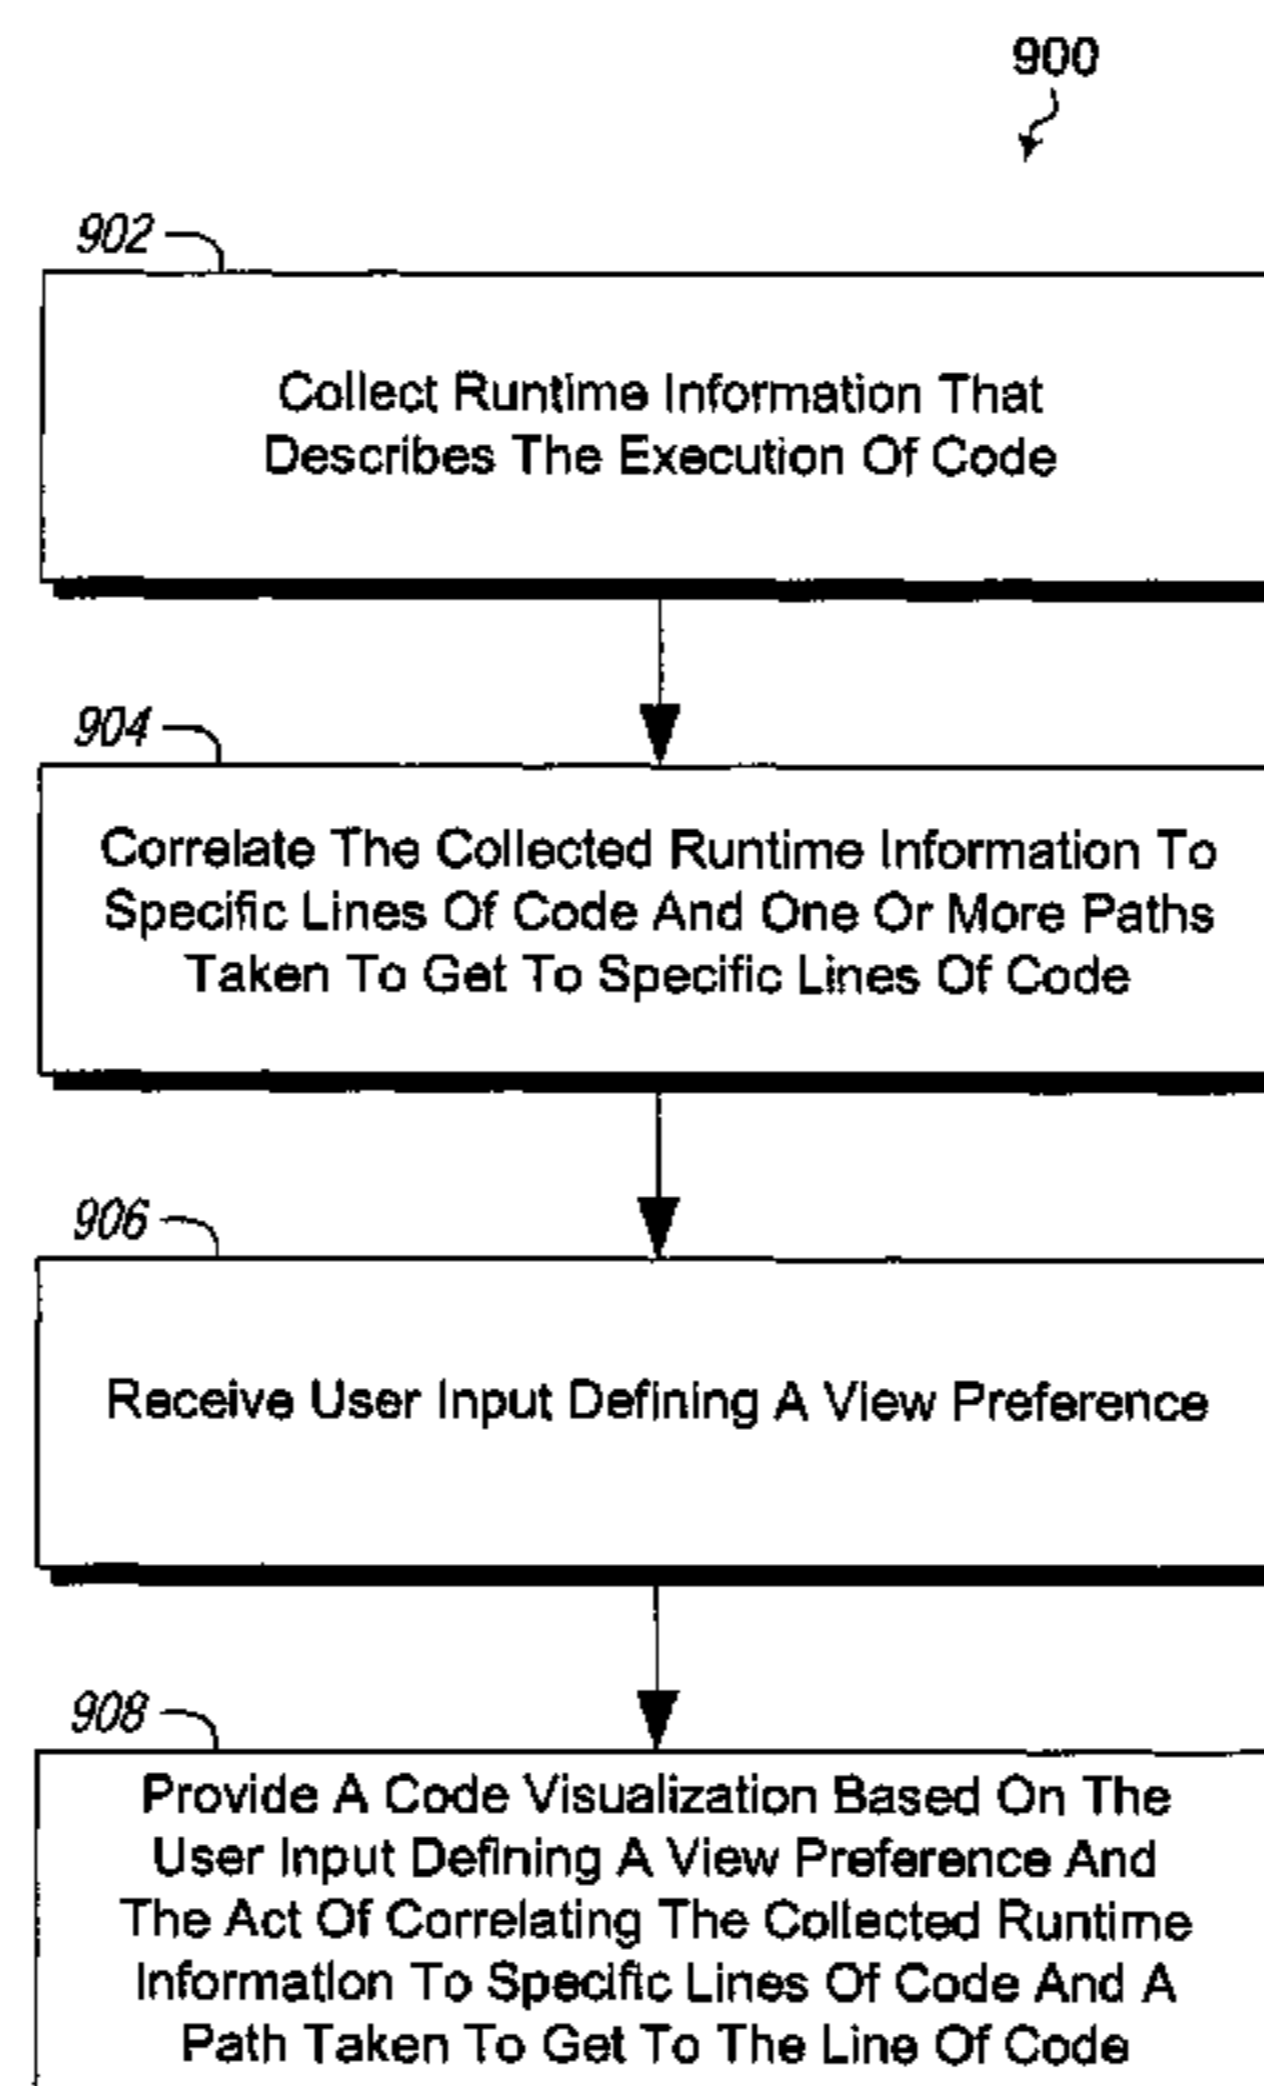 900
902
Collect Runtime Information That
Describes The Execution Of Code
904
Correlate The Collected Runtime Information To
Specific Lines Of Code And One Or More Paths
Taken To Get To Specific Lines Of Code
906
Receive User Input Defining A View Preference
908
Provide A Code Visualization Based On The
User Input Defining A View Preference And
The Act Of Correlating The Collected Runtime
Information To Specific Lines Of Code And A
Path Taken To Get To The Line Of Code